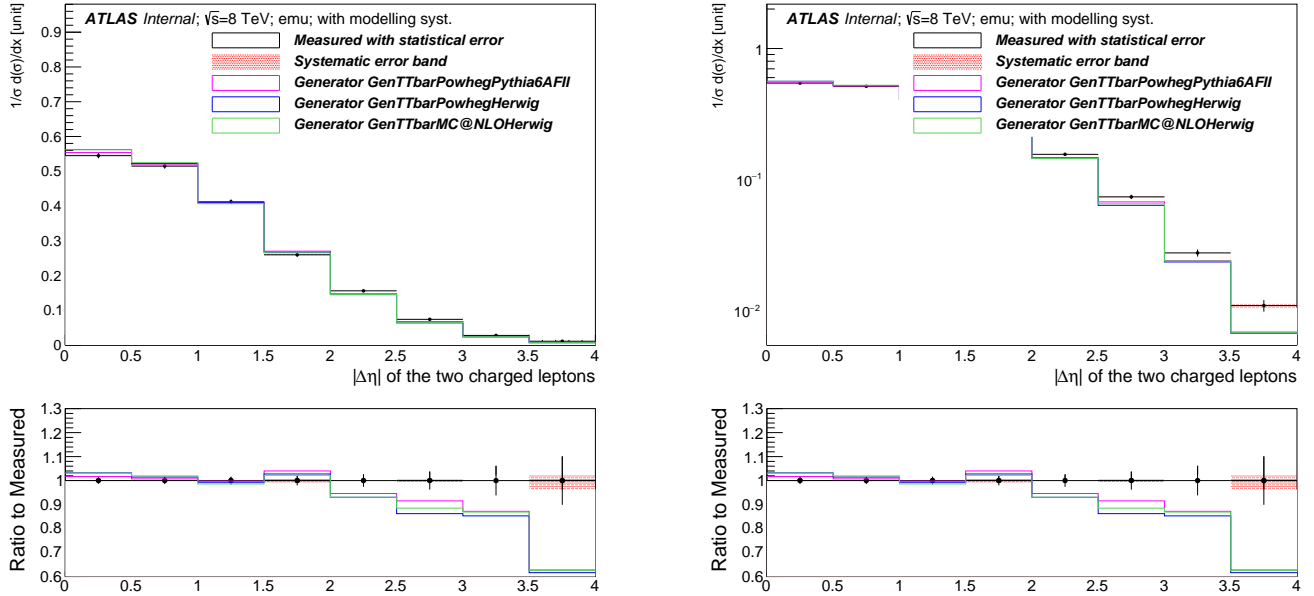 ATLAS Internal; √s=8 TeV; emu; with modelling syst.
Measured with statistical error
Systematic error band
Generator GenTTbarPowhegPythia6AFII
Generator GenTTbarPowhegHerwig
Generator GenTTbarMC@NLOHerwig
1/σ d(σ)/dx [unit]
0.9
0.8
0.7
0.6
0.5
0.4
0.3
0.2
0.1
0
0 0.5 1 1.5 2 2.5 3 3.5 4
|Δη| of the two charged leptons
Ratio to Measured
1.3
1.2
1.1
1
0.9
0.8
0.7
0.6
0 0.5 1 1.5 2 2.5 3 3.5 4
ATLAS Internal; √s=8 TeV; emu; with modelling syst.
Measured with statistical error
Systematic error band
Generator GenTTbarPowhegPythia6AFII
Generator GenTTbarPowhegHerwig
Generator GenTTbarMC@NLOHerwig
1/σ d(σ)/dx [unit]
1
10⁻¹
10⁻²
0 0.5 1 1.5 2 2.5 3 3.5 4
|Δη| of the two charged leptons
Ratio to Measured
1.3
1.2
1.1
1
0.9
0.8
0.7
0.6
0 0.5 1 1.5 2 2.5 3 3.5 4